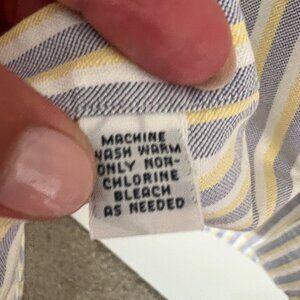 MACHINE
WASH WARM
ONLY NON-
CHLORINE
BLEACH
AS NEEDED